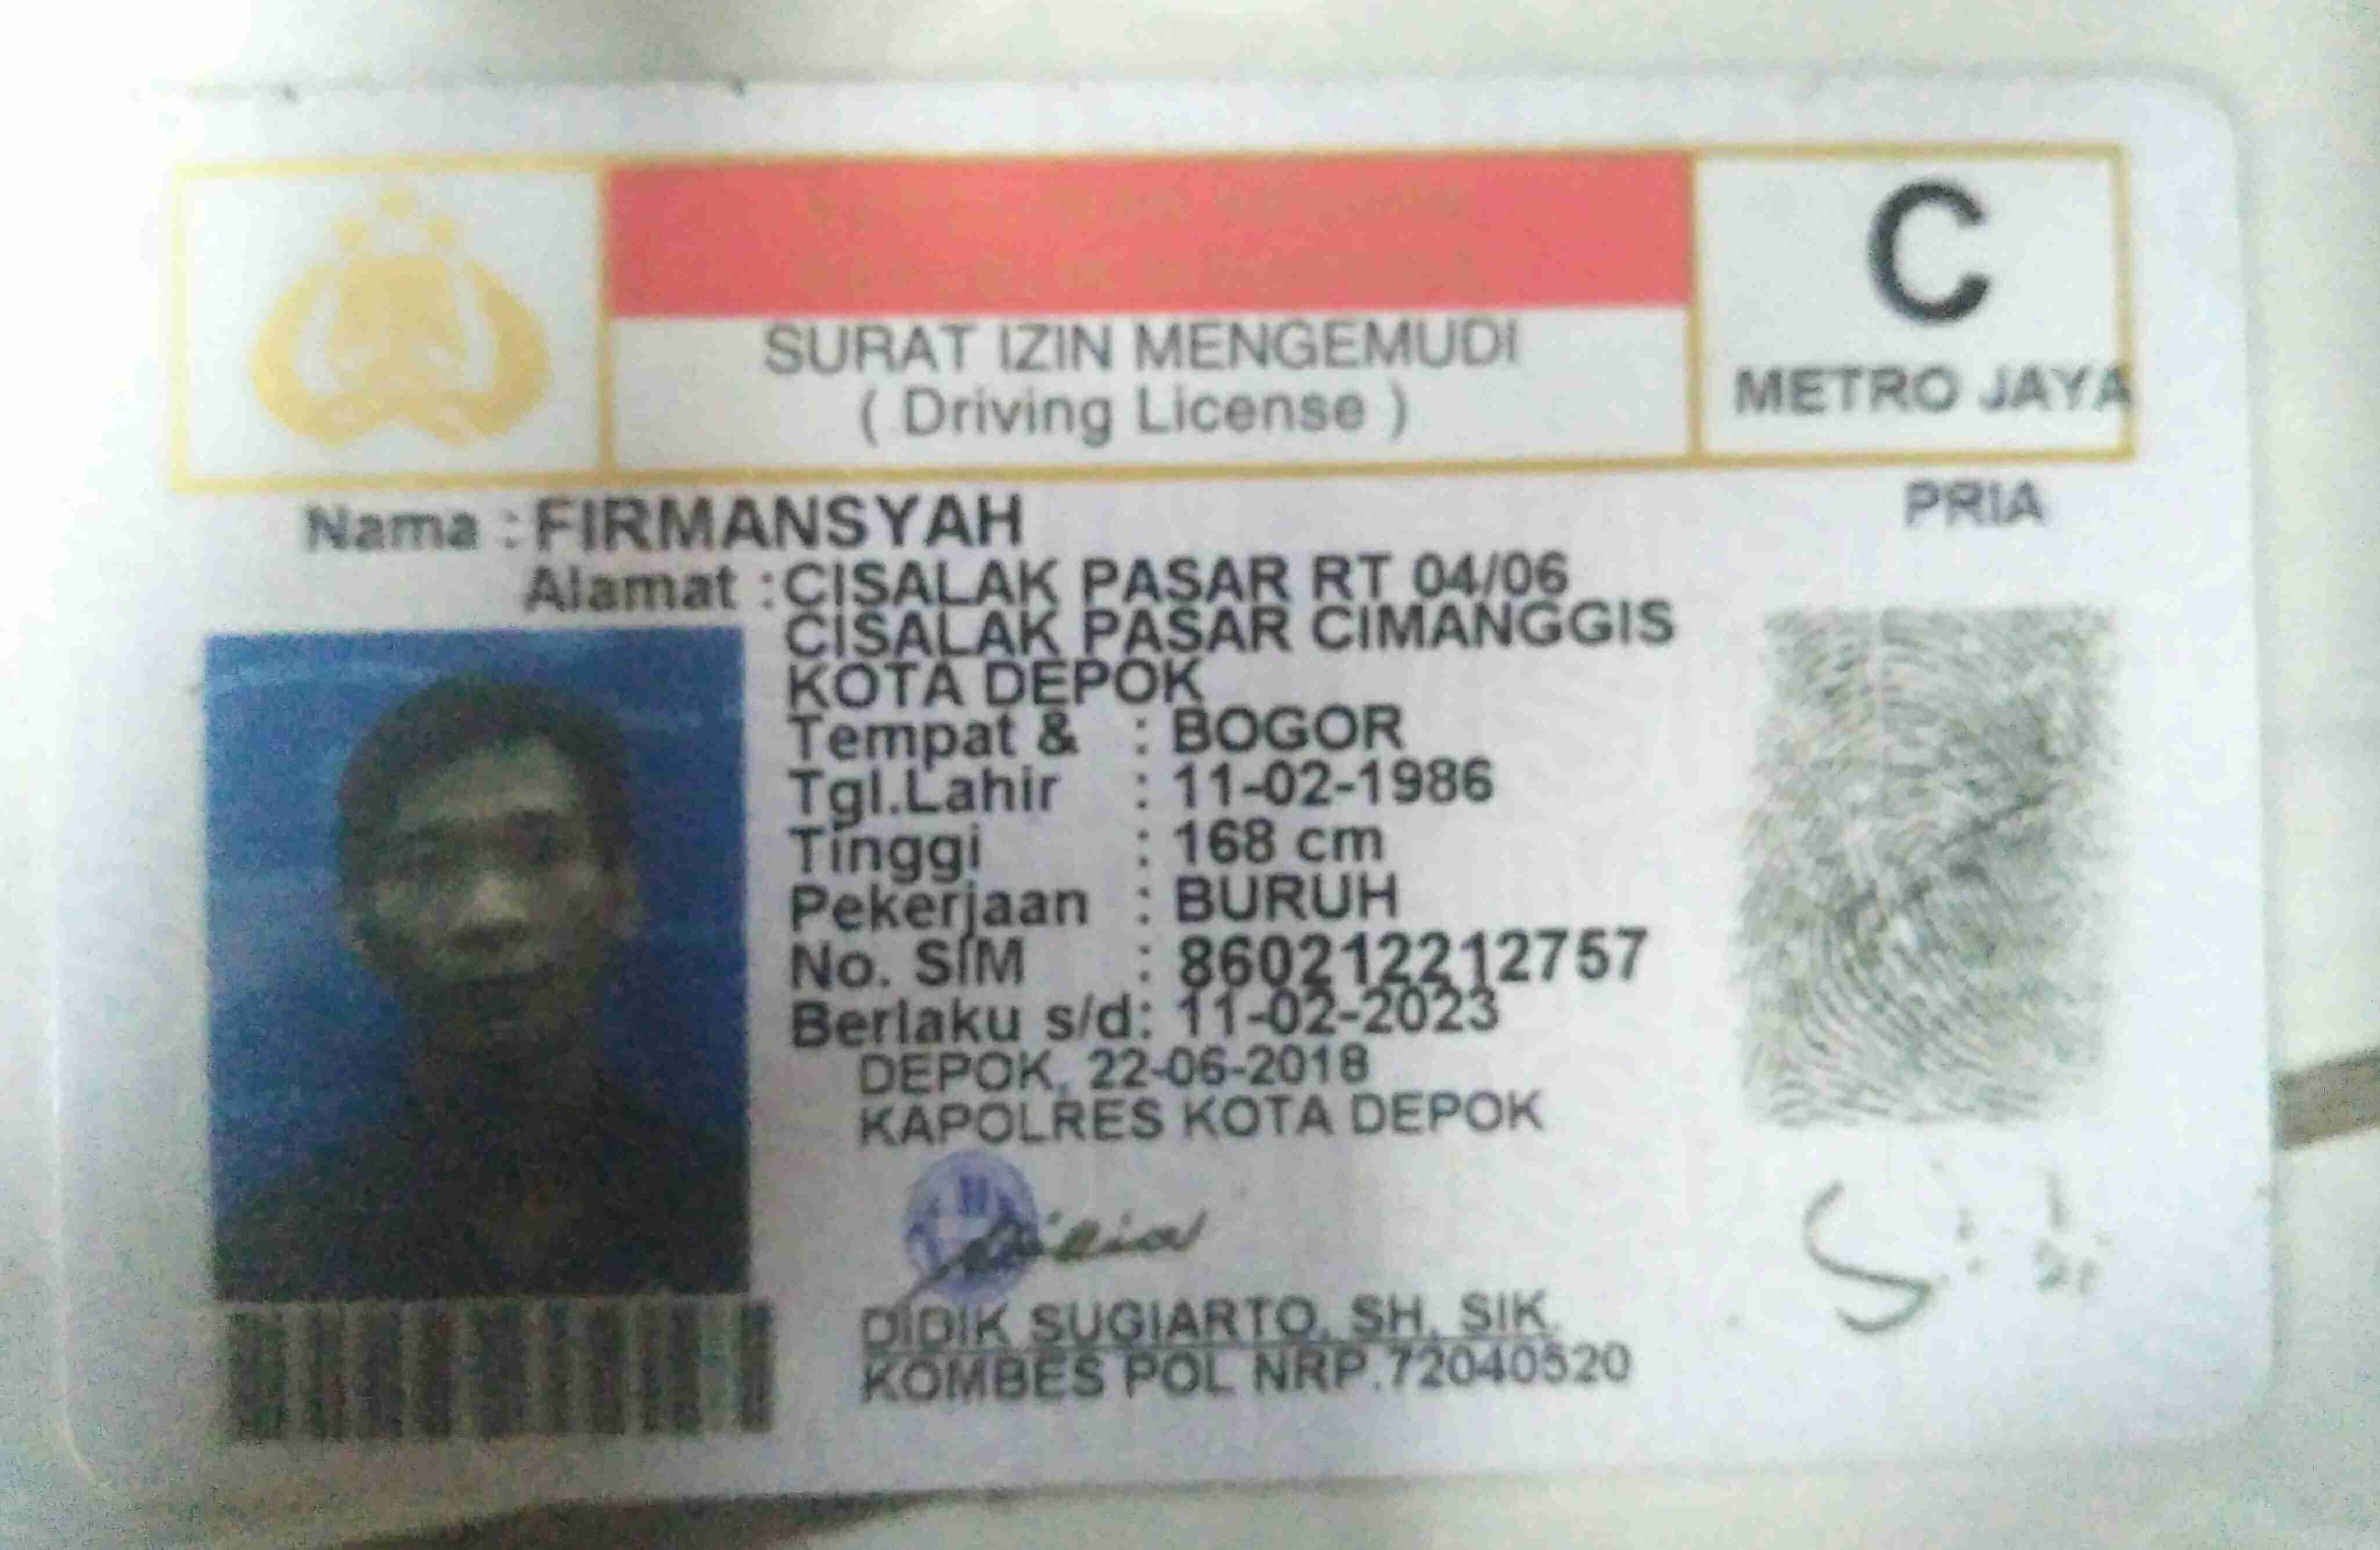 SURAT IZIN MENGEMUDI
( Driving License )
C
METRO JAYA
PRIA
Nama : FIRMANSYAH
Alamat : CISALAK PASAR RT 04/06
CISALAK PASAR CIMANGGIS
KOTA DEPOK
Tempat & : BOGOR
Tgl.Lahir : 11-02-1986
Tinggi : 168 cm
Pekerjaan : BURUH
No. SIM : 860212212757
Berlaku s/d: 11-02-2023
DEPOK, 22-06-2018
KAPOLRES KOTA DEPOK
DIDIK SUGIARTO, SH, SIK.
KOMBES POL NRP.72040520